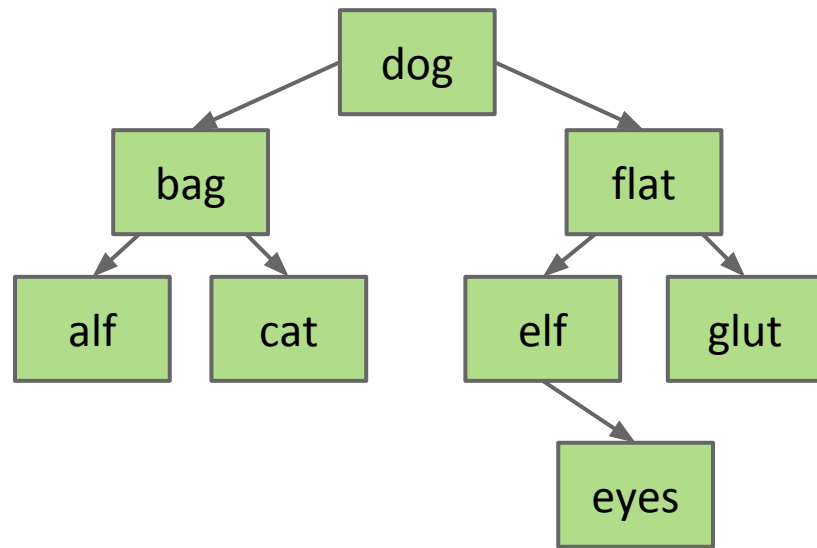 dog
bag
flat
alf
cat
elf
glut
eyes